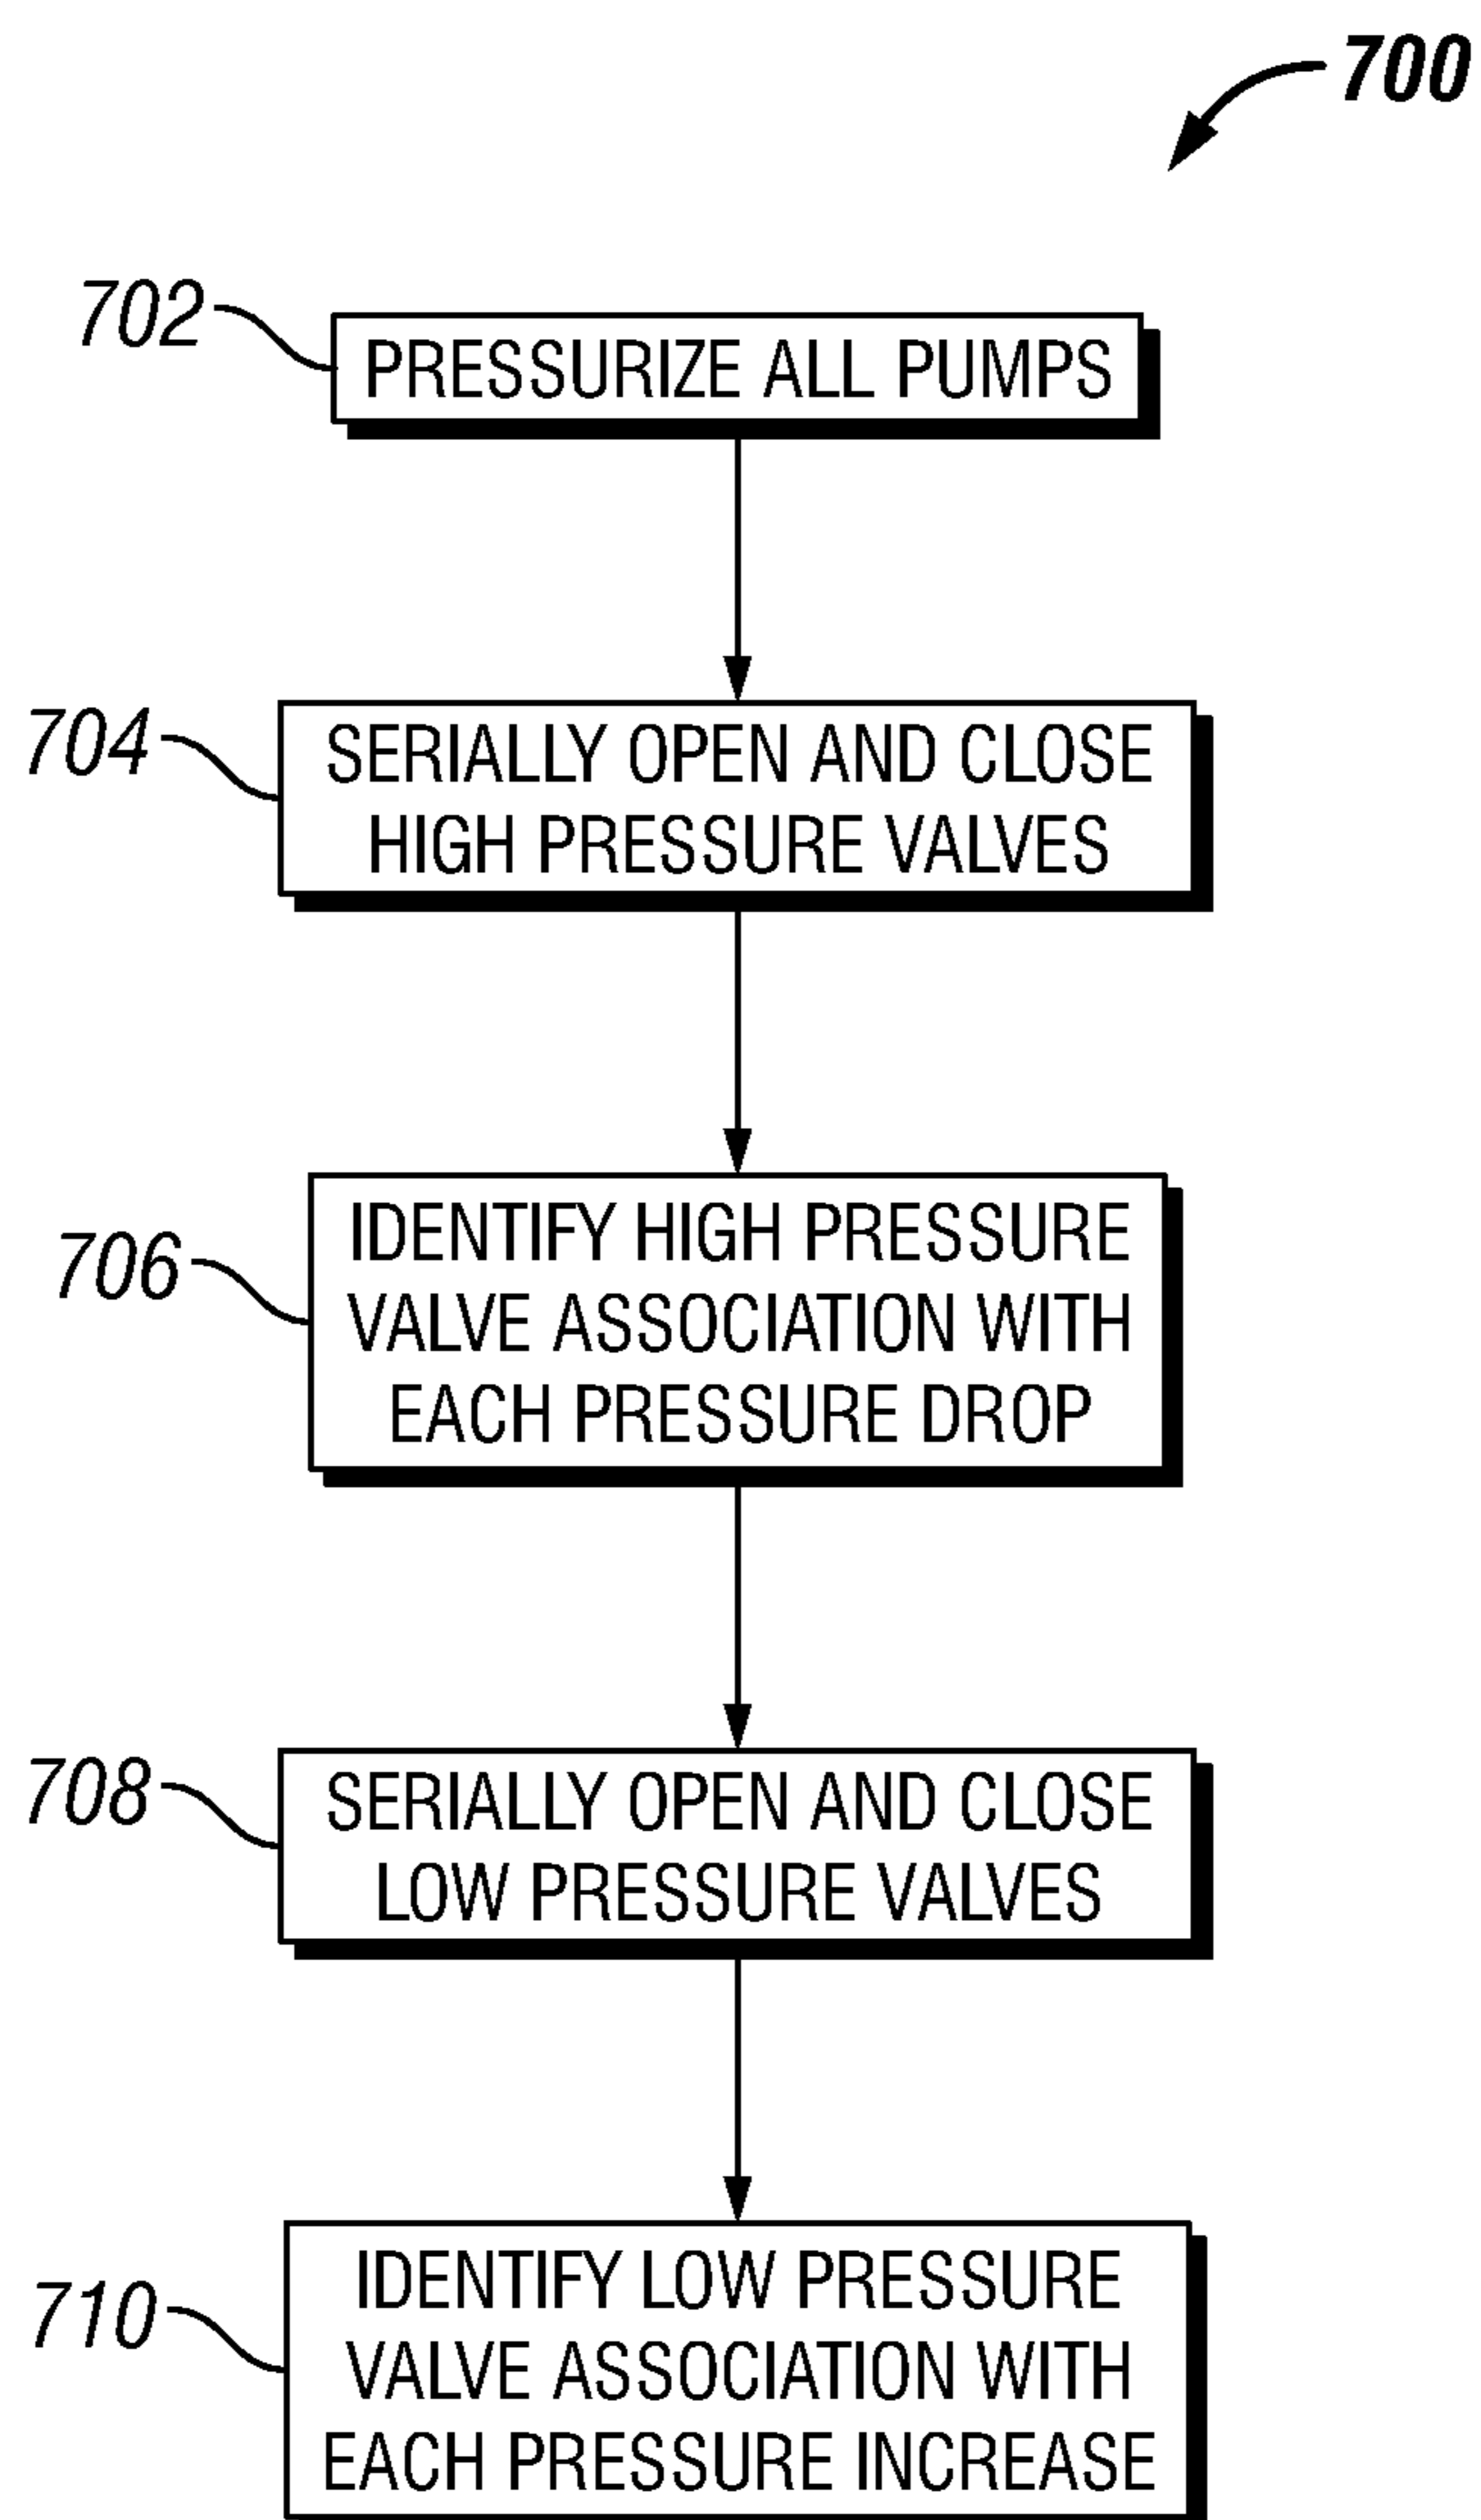 700
702
PRESSURIZE ALL PUMPS
704
SERIALLY OPEN AND CLOSE
HIGH PRESSURE VALVES
706
IDENTIFY HIGH PRESSURE
VALVE ASSOCIATION WITH
EACH PRESSURE DROP
708
SERIALLY OPEN AND CLOSE
LOW PRESSURE VALVES
710
IDENTIFY LOW PRESSURE
VALVE ASSOCIATION WITH
EACH PRESSURE INCREASE